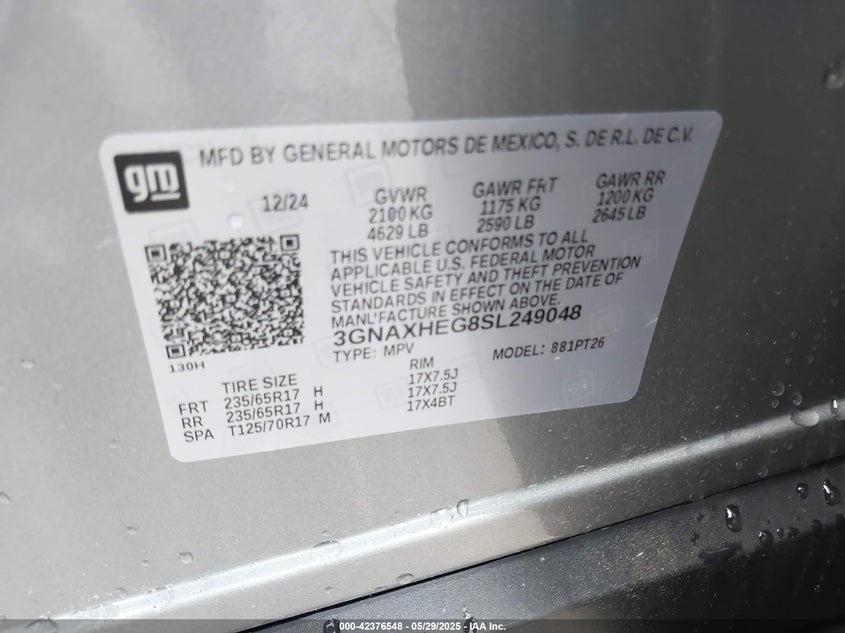 gm
MFD BY GENERAL MOTORS DE MEXICO, S. DE R.L. DE C.V.
12/24 GVWR GAWR FRT GAWR RR
2100 KG 1175 KG 1200 KG
4629 LB 2590 LB 2645 LB
THIS VEHICLE CONFORMS TO ALL
APPLICABLE U.S. FEDERAL MOTOR
VEHICLE SAFETY AND THEFT PREVENTION
STANDARDS IN EFFECT ON THE DATE OF
MANUFACTURE SHOWN ABOVE.
3GNAXHEG8SL249048
130H
TYPE: MPV MODEL: 881PT26
TIRE SIZE RIM
FRT 235/65R17 H 17X7.5J
RR 235/65R17 H 17X7.5J
SPA T125/70R17 M 17X4BT
000-42376548 - 05/29/2025 - IAAI.COM